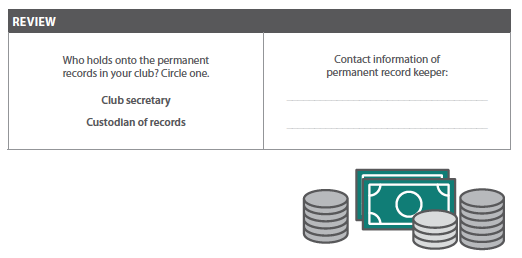 REVIEW
Who holds onto the permanent
records in your club? Circle one.
Club secretary
Custodian of records
Contact information of
permanent record keeper: